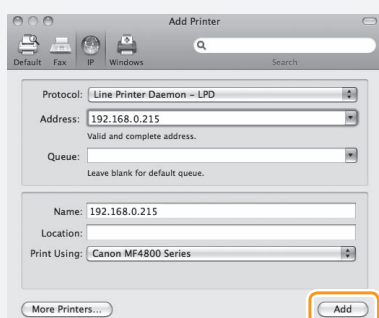 Add Printer
Default Fax IP Windows Search
Protocol: Line Printer Daemon – LPD
Address: 192.168.0.215
Valid and complete address.
Queue:
Leave blank for default queue.
Name: 192.168.0.215
Location:
Print Using: Canon MF4800 Series
More Printers... Add